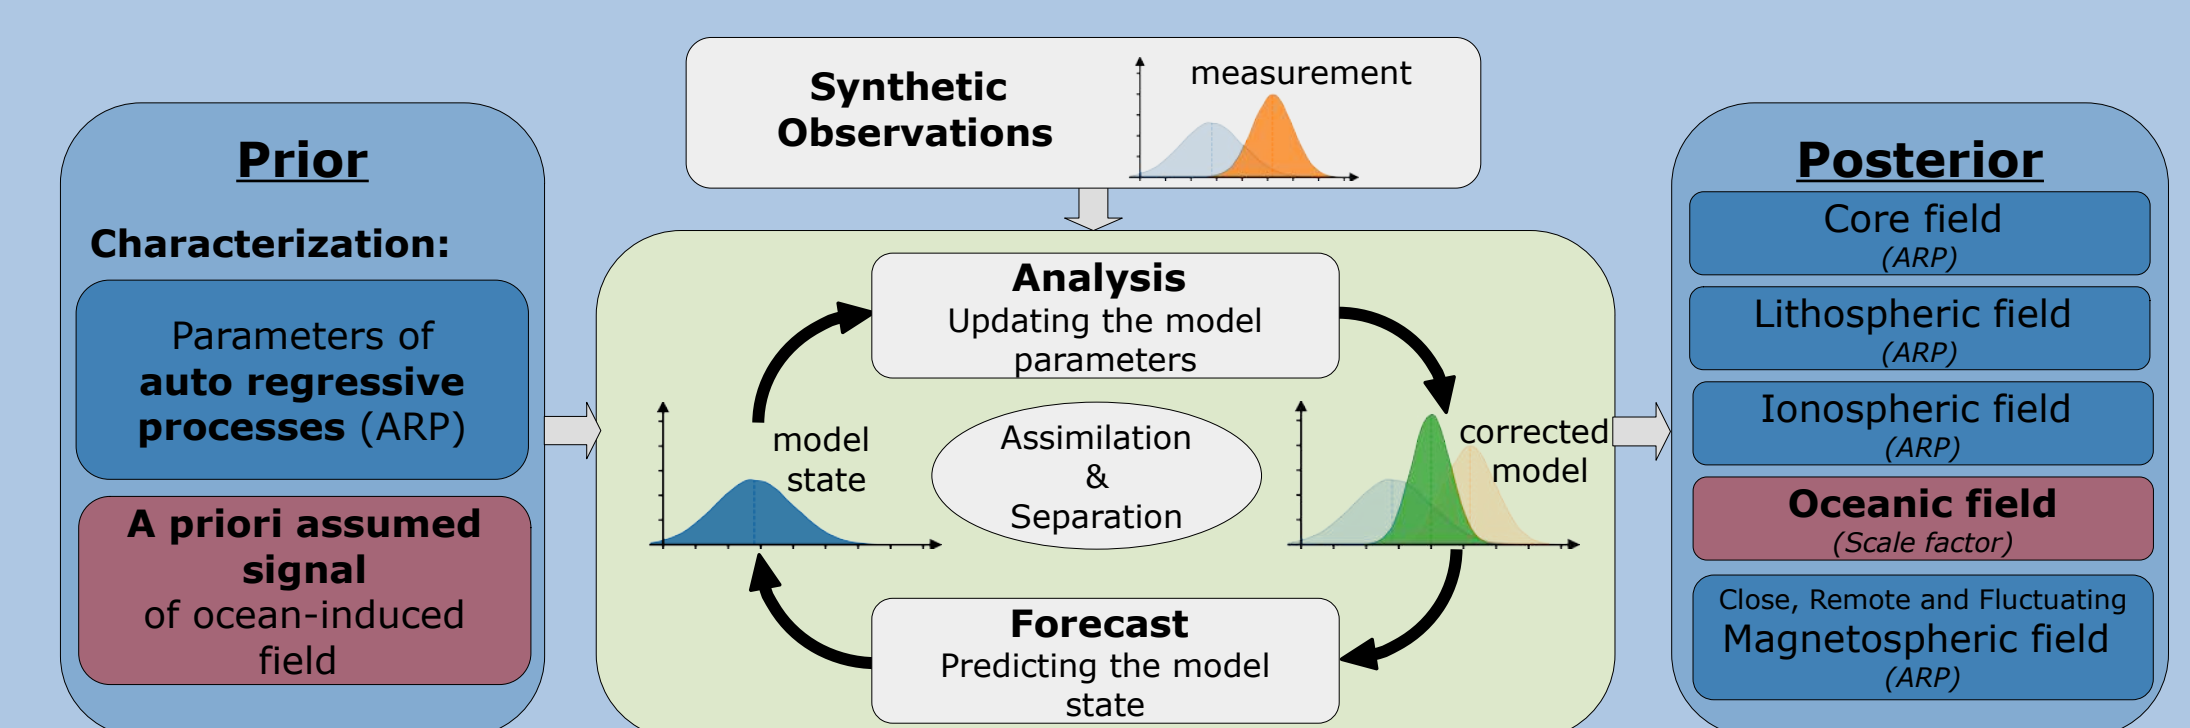 Prior
Characterization:
Parameters of
auto regressive
processes (ARP)
A priori assumed
signal
of ocean-induced
field
Synthetic
Observations
measurement
Analysis
Updating the model
parameters
model
state
Assimilation
&
Separation
corrected
model
Forecast
Predicting the model
state
Posterior
Core field
(ARP)
Lithospheric field
(ARP)
Ionospheric field
(ARP)
Oceanic field
(Scale factor)
Close, Remote and Fluctuating
Magnetospheric field
(ARP)